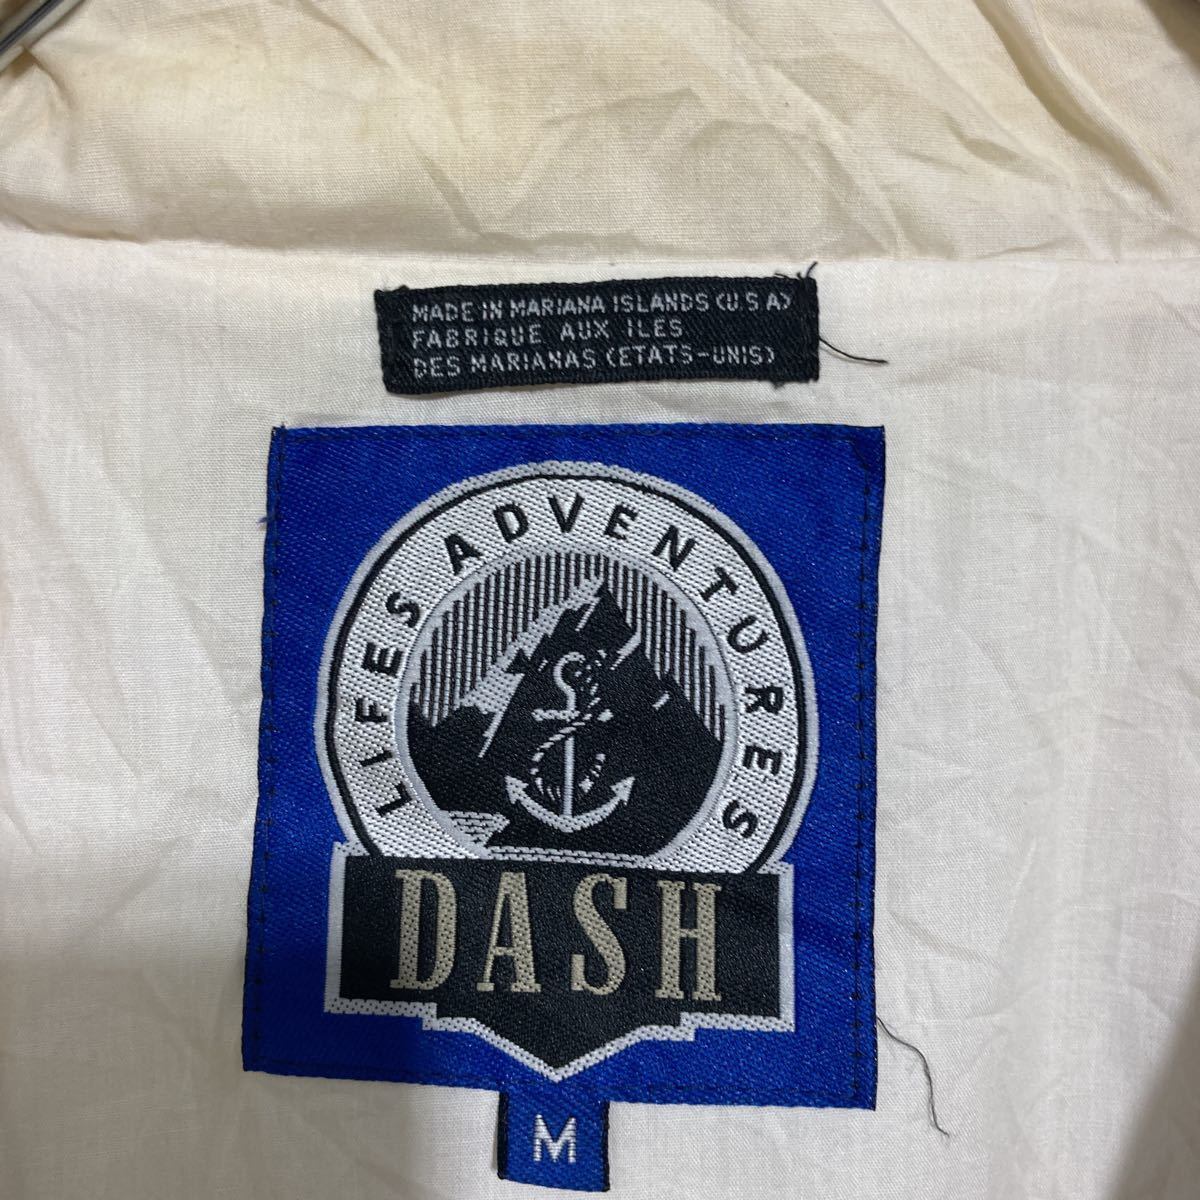 MADE IN MARIANA ISLANDS (U.S.A)
FABRIQUE AUX ILES
DES MARIANAS (ETATS-UNIS)
LIFES ADVENTURES
DASH
M